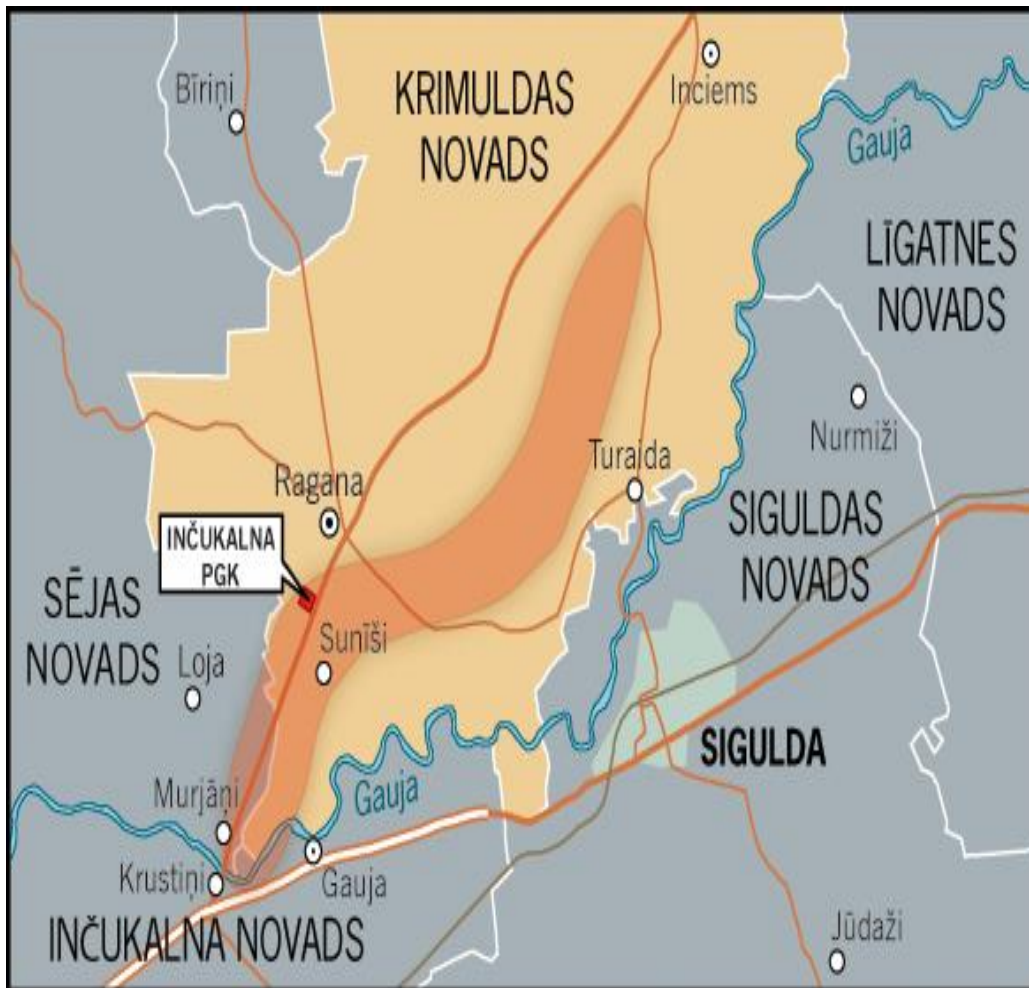 Bīriņi
KRIMULDAS
NOVADS
Inciems
Gauja
LĪGATNES
NOVADS
Nurmiži
Turaida
Ragana
INČUKALNA
PGK
SIGULDAS
NOVADS
SĒJAS
NOVADS
Loja
Sunīši
SIGULDA
Murjāņi
Gauja
Krustiņi
Gauja
INČUKALNA NOVADS
Jūdaži